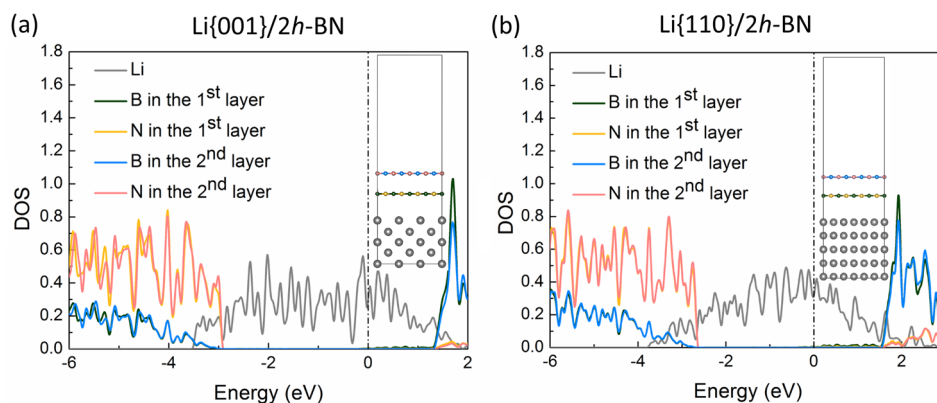 (a) Li{001}/2h-BN
1.8
1.6
1.4
1.2
1.0
0.8
0.6
0.4
0.2
0.0
DOS
Li
B in the 1st layer
N in the 1st layer
B in the 2nd layer
N in the 2nd layer
-6 -4 -2 0 2
Energy (eV)
(b) Li{110}/2h-BN
1.8
1.6
1.4
1.2
1.0
0.8
0.6
0.4
0.2
0.0
DOS
Li
B in the 1st layer
N in the 1st layer
B in the 2nd layer
N in the 2nd layer
-6 -4 -2 0 2
Energy (eV)